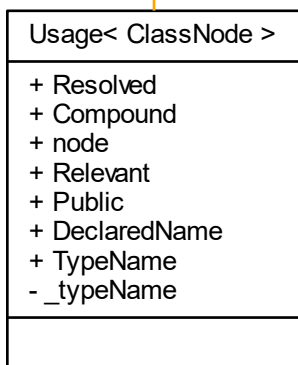 Usage< ClassNode >
+ Resolved
+ Compound
+ node
+ Relevant
+ Public
+ DeclaredName
+ TypeName
- _typeName